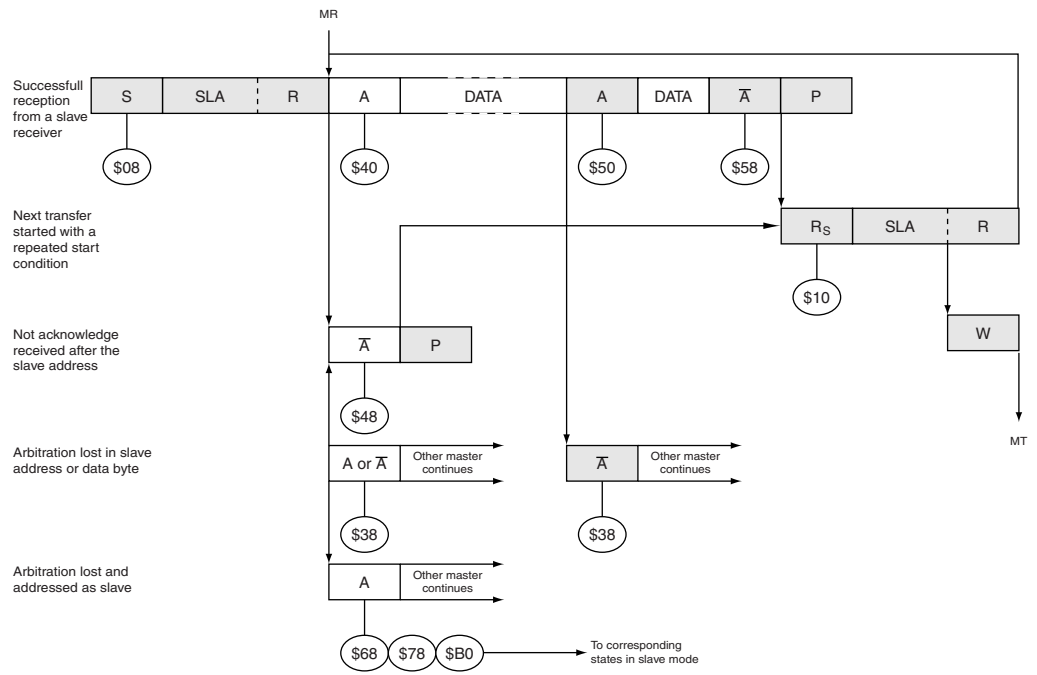 MR
Successfull
reception
from a slave
receiver
S SLA R A DATA A DATA A̅ P
$08 $40 $50 $58
Next transfer
started with a
repeated start
condition
RS SLA R
$10
Not acknowledge
received after the
slave address
A̅ P
W
$48
MT
Arbitration lost in slave
address or data byte
A or A̅
Other master
continues
A̅
Other master
continues
$38 $38
Arbitration lost and
addressed as slave
A
Other master
continues
$68 $78 $B0
To corresponding
states in slave mode